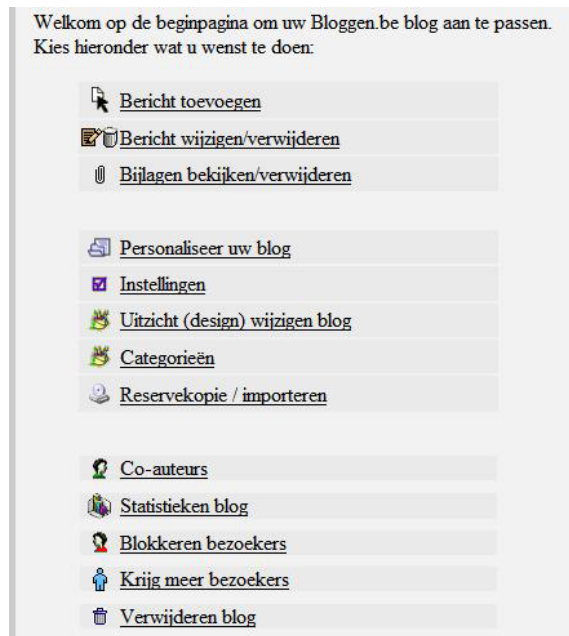 Welkom op de beginpagina om uw Bloggen.be blog aan te passen.
Kies hieronder wat u wenst te doen:
Bericht toevoegen
Bericht wijzigen/verwijderen
Bijlagen bekijken/verwijderen
Personaliseer uw blog
Instellingen
Uitzicht (design) wijzigen blog
Categorieën
Reservekopie / importeren
Co-auteurs
Statistieken blog
Blokkeren bezoekers
Krijg meer bezoekers
Verwijderen blog